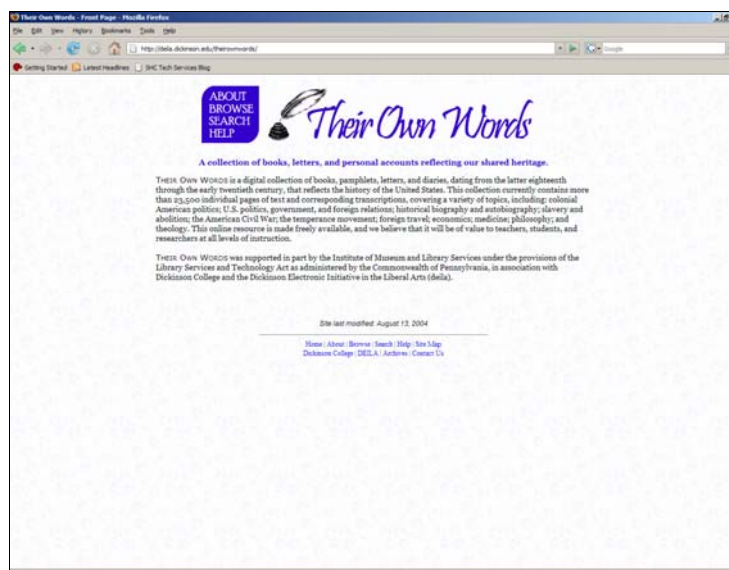 Their Own Words - Front Page - Mozilla Firefox
File Edit View History Bookmarks Tools Help
http://deila.dickinson.edu/theirownwords/
Google
Getting Started Latest Headlines SHC Tech Services Blog
ABOUT
BROWSE
SEARCH
HELP
Their Own Words
A collection of books, letters, and personal accounts reflecting our shared heritage.
THEIR OWN WORDS is a digital collection of books, pamphlets, letters, and diaries, dating from the latter eighteenth
through the early twentieth century, that reflects the history of the United States. This collection currently contains more
than 23,500 individual pages of text and corresponding transcriptions, covering a variety of topics, including: colonial
American politics; U.S. politics, government, and foreign relations; historical biography and autobiography; slavery and
abolition; the American Civil War; the temperance movement; foreign travel; economics; medicine; philosophy; and
theology. This online resource is made freely available, and we believe that it will be of value to teachers, students, and
researchers at all levels of instruction.
THEIR OWN WORDS was supported in part by the Institute of Museum and Library Services under the provisions of the
Library Services and Technology Act as administered by the Commonwealth of Pennsylvania, in association with
Dickinson College and the Dickinson Electronic Initiative in the Liberal Arts (deila).
Site last modified: August 13, 2004
Home | About | Browse | Search | Help | Site Map
Dickinson College | DEILA | Archives | Contact Us